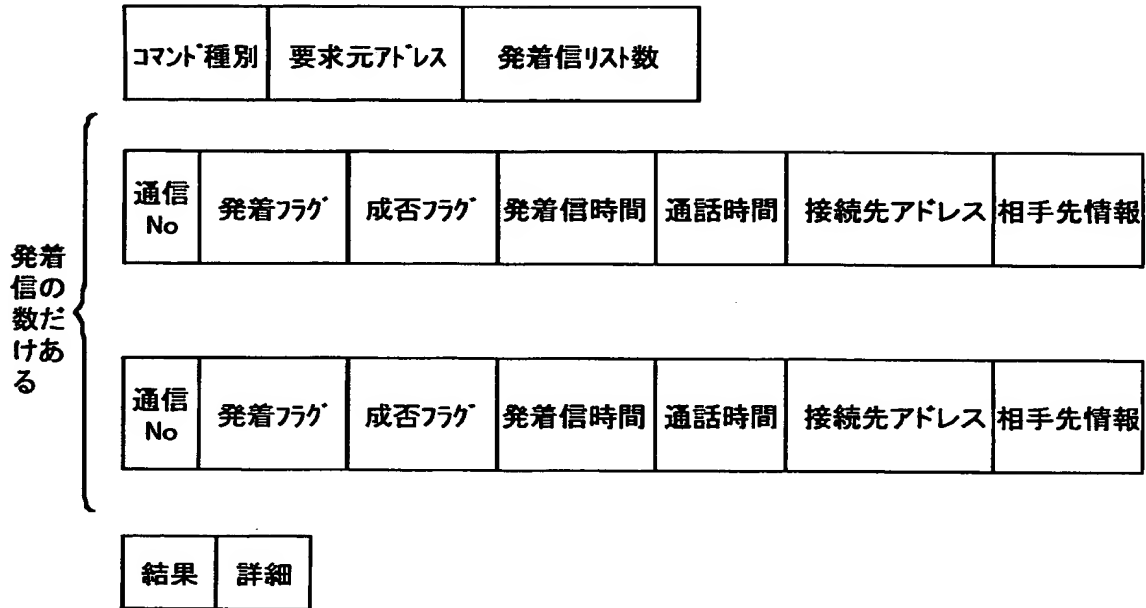 コマンド種別 要求元アドレス 発着信リスト数
通信No 発着フラグ 成否フラグ 発着信時間 通話時間 接続先アドレス 相手先情報
発着
信の
数だ
けあ
る
通信No 発着フラグ 成否フラグ 発着信時間 通話時間 接続先アドレス 相手先情報
結果 詳細